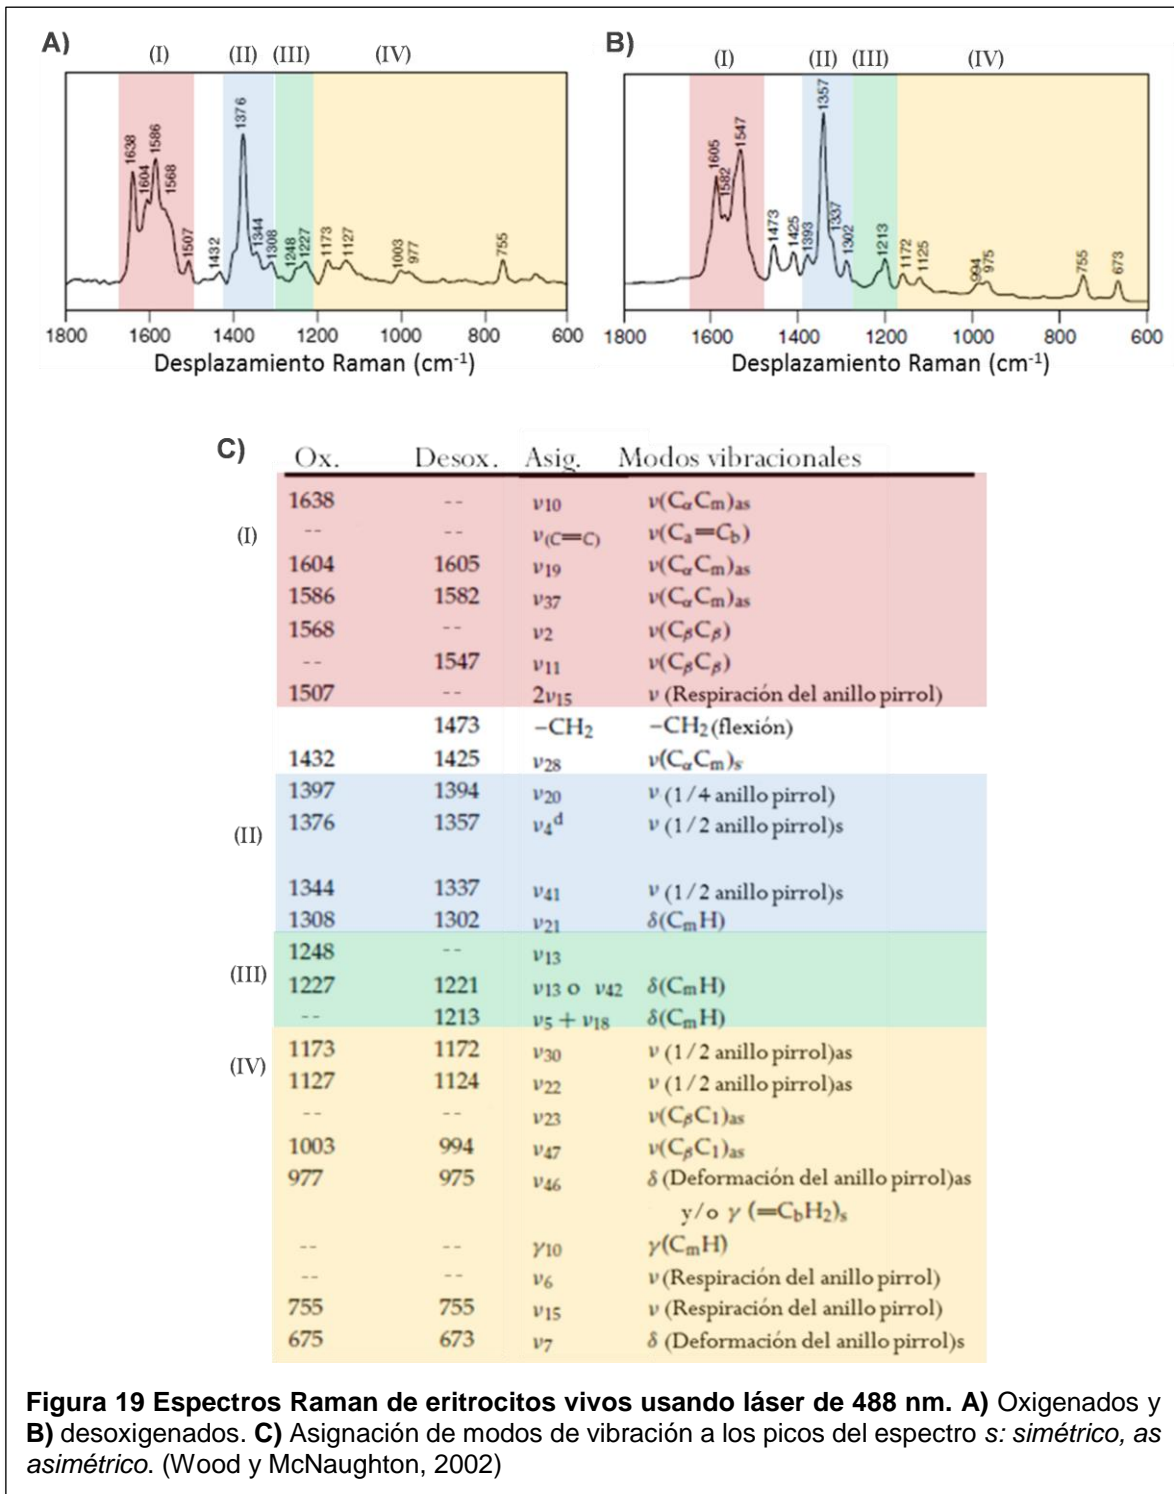 A)
(I) (II) (III) (IV)
1638
1604
1586
1568
1507
1432
1376
1344
1308
1248
1227
1173
1127
1003
977
755
1800 1600 1400 1200 1000 800 600
Desplazamiento Raman (cm-1)
B)
(I) (II) (III) (IV)
1605
1582
1547
1473
1425
1393
1357
1337
1302
1213
1172
1125
994
975
755
673
1800 1600 1400 1200 1000 800 600
Desplazamiento Raman (cm-1)
C)
Ox. Desox. Asig. Modos vibracionales
(I)
1638 -- ν10 ν(CαCm)as
-- -- ν(C=C) ν(Ca=Cb)
1604 1605 ν19 ν(CαCm)as
1586 1582 ν37 ν(CαCm)as
1568 -- ν2 ν(CβCβ)
-- 1547 ν11 ν(CβCβ)
1507 -- 2ν15 ν (Respiración del anillo pirrol)
1473 –CH2 –CH2 (flexión)
1432 1425 ν28 ν(CαCm)s
(II)
1397 1394 ν20 ν (1/4 anillo pirrol)
1376 1357 ν4d ν (1/2 anillo pirrol)s
1344 1337 ν41 ν (1/2 anillo pirrol)s
1308 1302 ν21 δ(CmH)
(III)
1248 -- ν13
1227 1221 ν13 o ν42 δ(CmH)
-- 1213 ν5 + ν18 δ(CmH)
(IV)
1173 1172 ν30 ν (1/2 anillo pirrol)as
1127 1124 ν22 ν (1/2 anillo pirrol)as
-- -- ν23 ν(CβC1)as
1003 994 ν47 ν(CβC1)as
977 975 ν46 δ (Deformación del anillo pirrol)as
y/o γ (=CbH2)s
-- -- γ10 γ(CmH)
-- -- ν6 ν (Respiración del anillo pirrol)
755 755 ν15 ν (Respiración del anillo pirrol)
675 673 ν7 δ (Deformación del anillo pirrol)s
Figura 19 Espectros Raman de eritrocitos vivos usando láser de 488 nm. A) Oxigenados y
B) desoxigenados. C) Asignación de modos de vibración a los picos del espectro s: simétrico, as
asimétrico. (Wood y McNaughton, 2002)